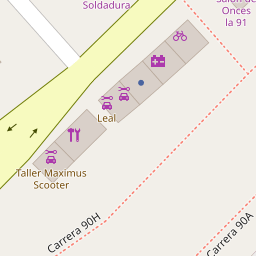 Soldadura
Salón de
Onces
la 91
Leal
Taller Maximus
Scooter
Carrera 90H
Carrera 90A